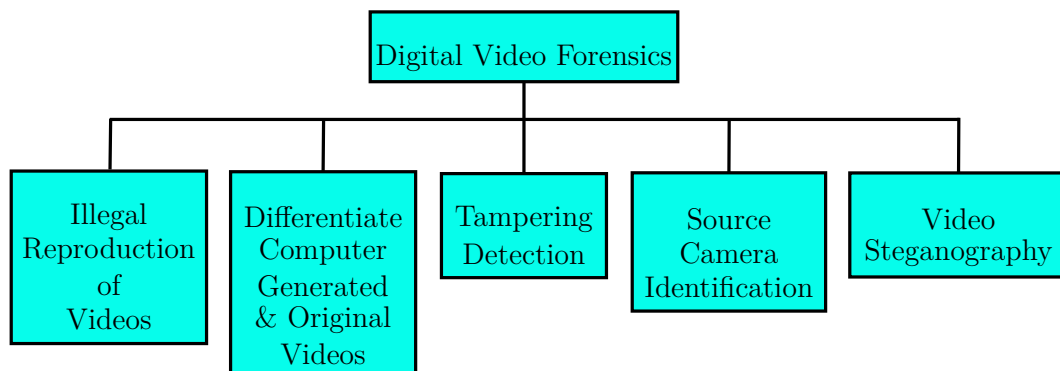 Digital Video Forensics
Illegal
Reproduction
of
Videos
Differentiate
Computer
Generated
& Original
Videos
Tampering
Detection
Source
Camera
Identification
Video
Steganography